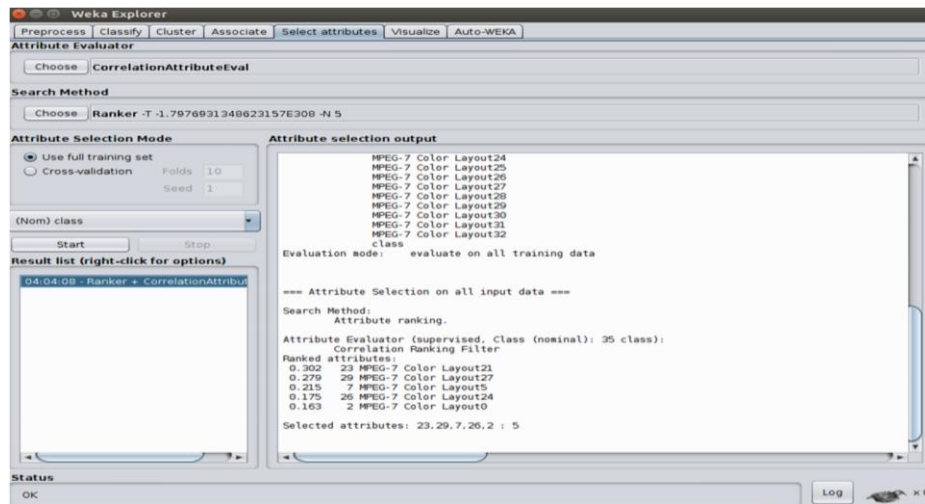 Weka Explorer
Preprocess Classify Cluster Associate Select attributes Visualize Auto-WEKA
Attribute Evaluator
Choose CorrelationAttributeEval
Search Method
Choose Ranker -T -1.7976931348623157E308 -N 5
Attribute Selection Mode
Use full training set
Cross-validation Folds 10
Seed 1
(Nom) class
Start Stop
Result list (right-click for options)
04:04:08 - Ranker + CorrelationAttribut
Attribute selection output
MPEG-7 Color Layout24
MPEG-7 Color Layout25
MPEG-7 Color Layout26
MPEG-7 Color Layout27
MPEG-7 Color Layout28
MPEG-7 Color Layout29
MPEG-7 Color Layout30
MPEG-7 Color Layout31
MPEG-7 Color Layout32
class
Evaluation mode: evaluate on all training data
=== Attribute Selection on all input data ===
Search Method:
Attribute ranking.
Attribute Evaluator (supervised, Class (nominal): 35 class):
Correlation Ranking Filter
Ranked attributes:
0.302 23 MPEG-7 Color Layout21
0.279 29 MPEG-7 Color Layout27
0.215 7 MPEG-7 Color Layout5
0.175 26 MPEG-7 Color Layout24
0.163 2 MPEG-7 Color Layout0
Selected attributes: 23,29,7,26,2 : 5
Status
OK
Log